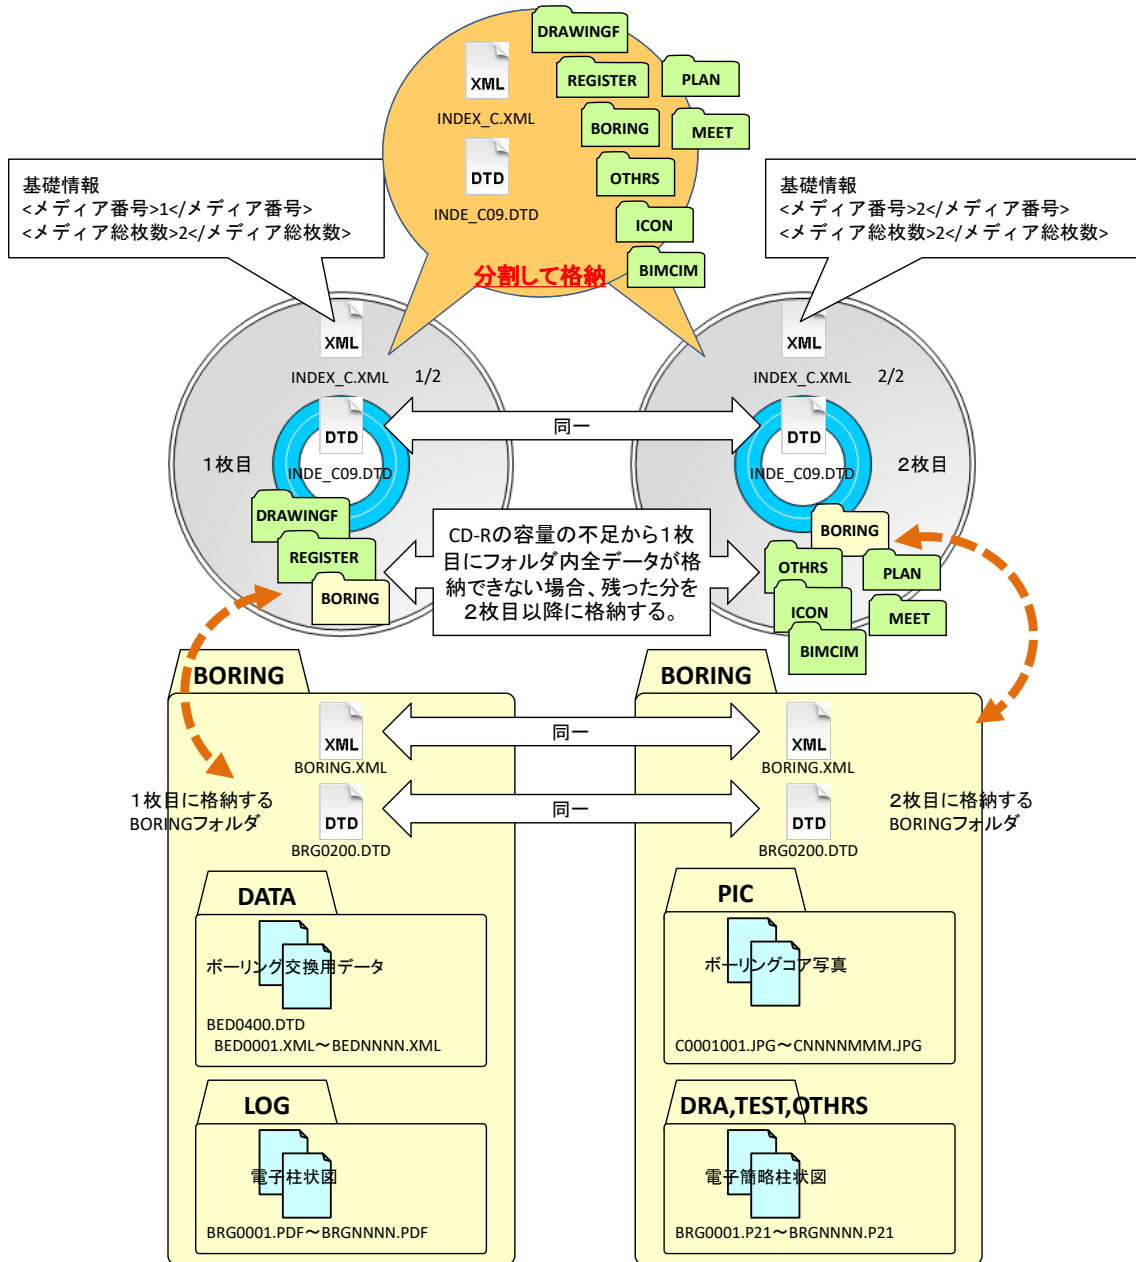 DRAWINGF
XML
INDEX_C.XML
REGISTER
PLAN
BORING
MEET
DTD
INDE_C09.DTD
OTHRS
ICON
BIMCIM
分割して格納
基礎情報
<メディア番号>1</メディア番号>
<メディア総枚数>2</メディア総枚数>
基礎情報
<メディア番号>2</メディア番号>
<メディア総枚数>2</メディア総枚数>
XML
INDEX_C.XML
1/2
DTD
1枚目
INDE_C09.DTD
DRAWINGF
REGISTER
BORING
同一
XML
INDEX_C.XML
2/2
DTD
2枚目
INDE_C09.DTD
BORING
OTHRS
PLAN
ICON
MEET
BIMCIM
CD-Rの容量の不足から1枚
目にフォルダ内全データが格
納できない場合、残った分を
2枚目以降に格納する。
BORING
XML
BORING.XML
1枚目に格納する
BORINGフォルダ
DTD
BRG0200.DTD
同一
同一
BORING
XML
BORING.XML
2枚目に格納する
BORINGフォルダ
DTD
BRG0200.DTD
DATA
ボーリング交換用データ
BED0400.DTD
BED0001.XML～BEDNNNN.XML
PIC
ボーリングコア写真
C0001001.JPG～CNNNNMMM.JPG
LOG
電子柱状図
BRG0001.PDF～BRGNNNN.PDF
DRA,TEST,OTHRS
電子簡略柱状図
BRG0001.P21～BRGNNNN.P21